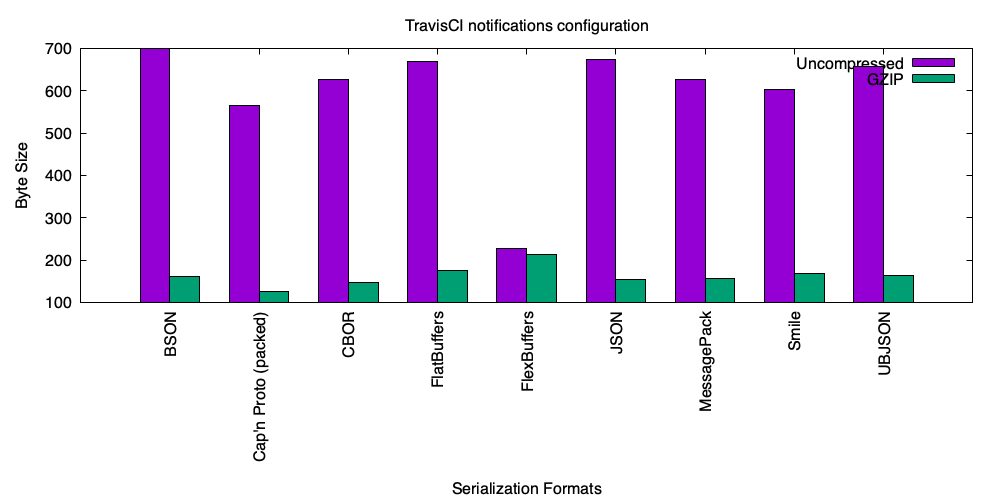 TravisCI notifications configuration
700
600
500
400
300
200
100
Byte Size
Uncompressed
GZIP
BSON
Cap'n Proto (packed)
CBOR
FlatBuffers
FlexBuffers
JSON
MessagePack
Smile
UBJSON
Serialization Formats